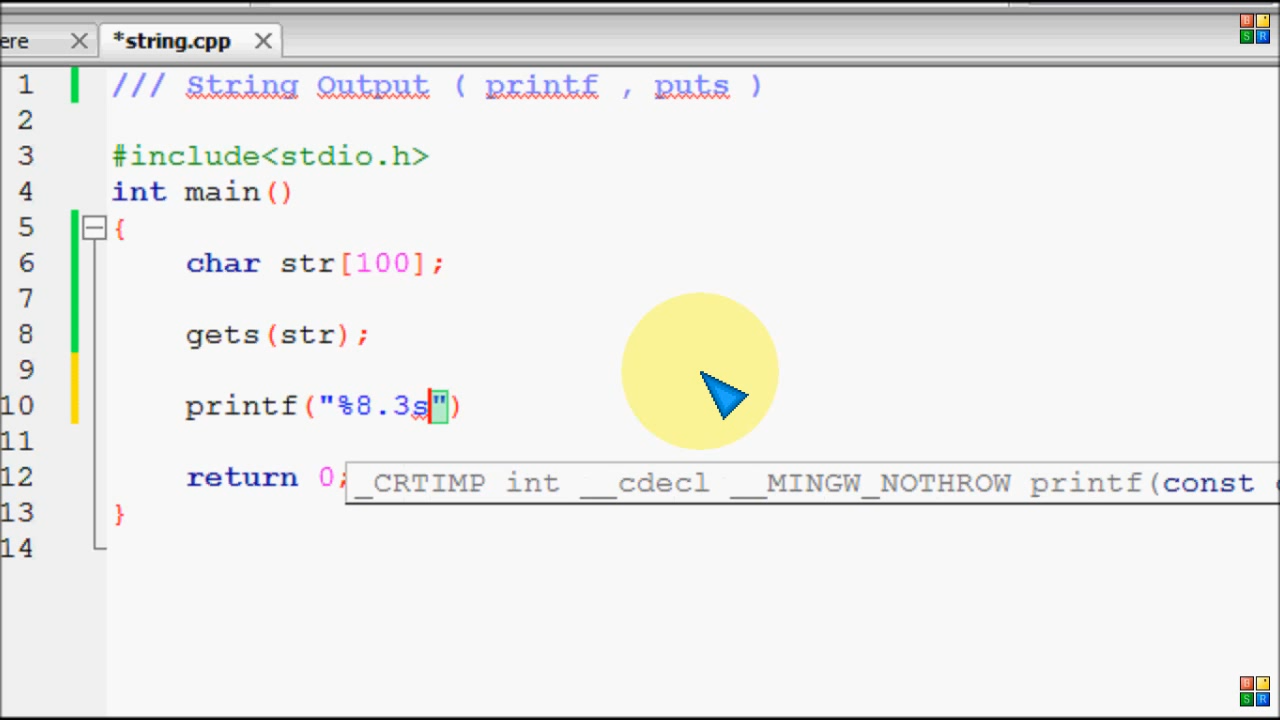 ere
*string.cpp
1 /// String Output ( printf , puts )
2
3 #include<stdio.h>
4 int main()
5 {
6 char str[100];
7
8 gets(str);
9
10 printf("%8.3s")
11
12 return 0;
_CRTIMP int __cdecl __MINGW_NOTHROW printf(const
13 }
14